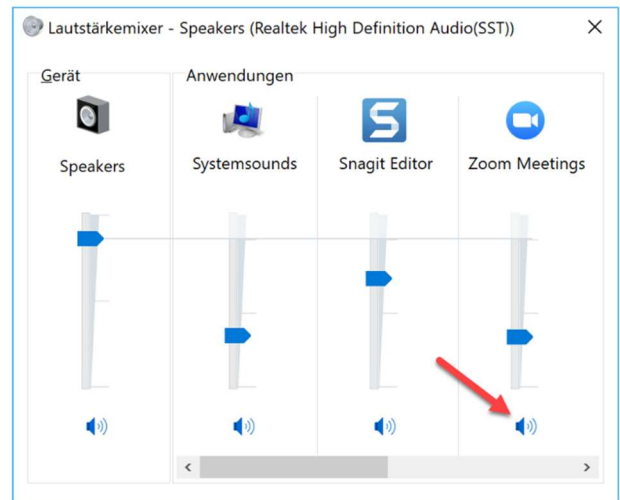 Lautstärkemixer - Speakers (Realtek High Definition Audio(SST))
Gerät
Anwendungen
Speakers
Systemsounds
Snagit Editor
Zoom Meetings